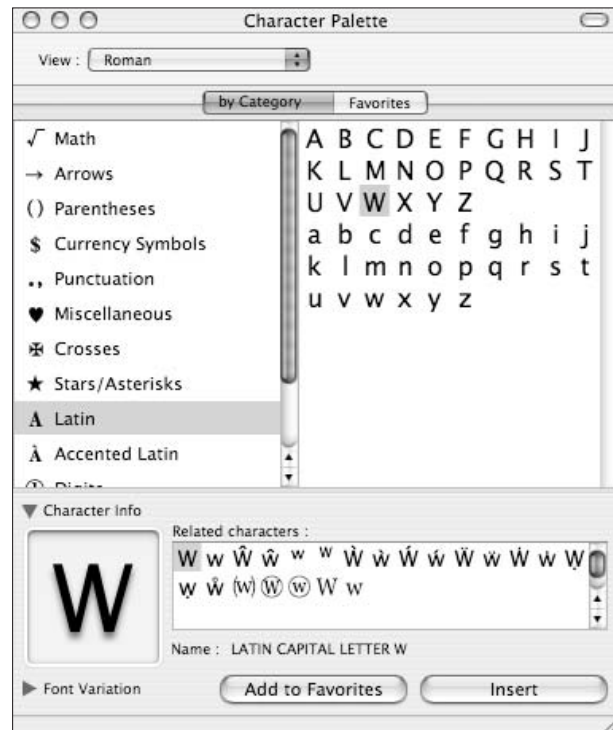 Character Palette
View : Roman
by Category Favorites
√ Math
→ Arrows
() Parentheses
$ Currency Symbols
., Punctuation
♥ Miscellaneous
✠ Crosses
★ Stars/Asterisks
A Latin
À Accented Latin
A B C D E F G H I J
K L M N O P Q R S T
U V W X Y Z
a b c d e f g h i j
k l m n o p q r s t
u v w x y z
Character Info
Related characters :
W w Ŵ ŵ ʷ ᵂ Ẁ ẁ Ẃ ẃ Ẅ ẅ Ẇ ẇ Ẉ
ẉ ẘ ⒲ Ⓦ ⓦ W w
W
Name : LATIN CAPITAL LETTER W
Font Variation Add to Favorites Insert